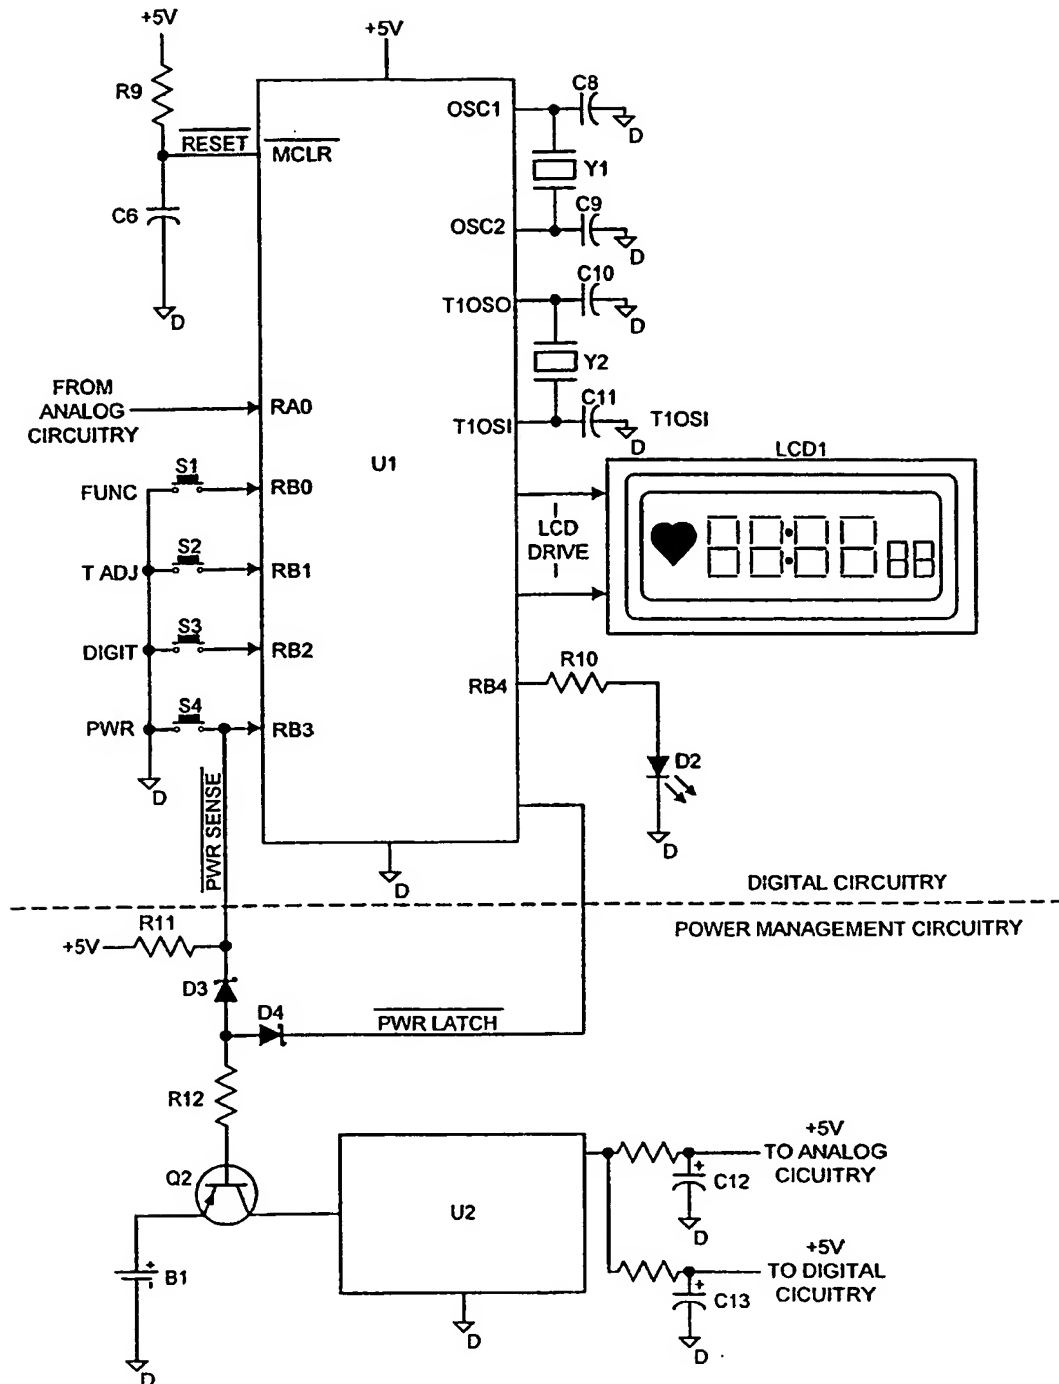 +5V
+5V
R9
C8
OSC1
D
RESET
MCLR
Y1
C6
C9
OSC2
D
C10
D
T1OSO
D
Y2
FROM
ANALOG
CIRCUITRY
RA0
C11
T1OSI
T1OSI
D
LCD1
U1
S1
FUNC
RB0
LCD
DRIVE
S2
T ADJ
RB1
S3
DIGIT
RB2
R10
RB4
S4
PWR
RB3
D2
D
PWR SENSE
D
D
DIGITAL CIRCUITRY
POWER MANAGEMENT CIRCUITRY
R11
+5V
D3
D4
PWR LATCH
R12
+5V
TO ANALOG
CICUITRY
Q2
C12
U2
D
B1
+5V
TO DIGITAL
CICUITRY
C13
D
D
D